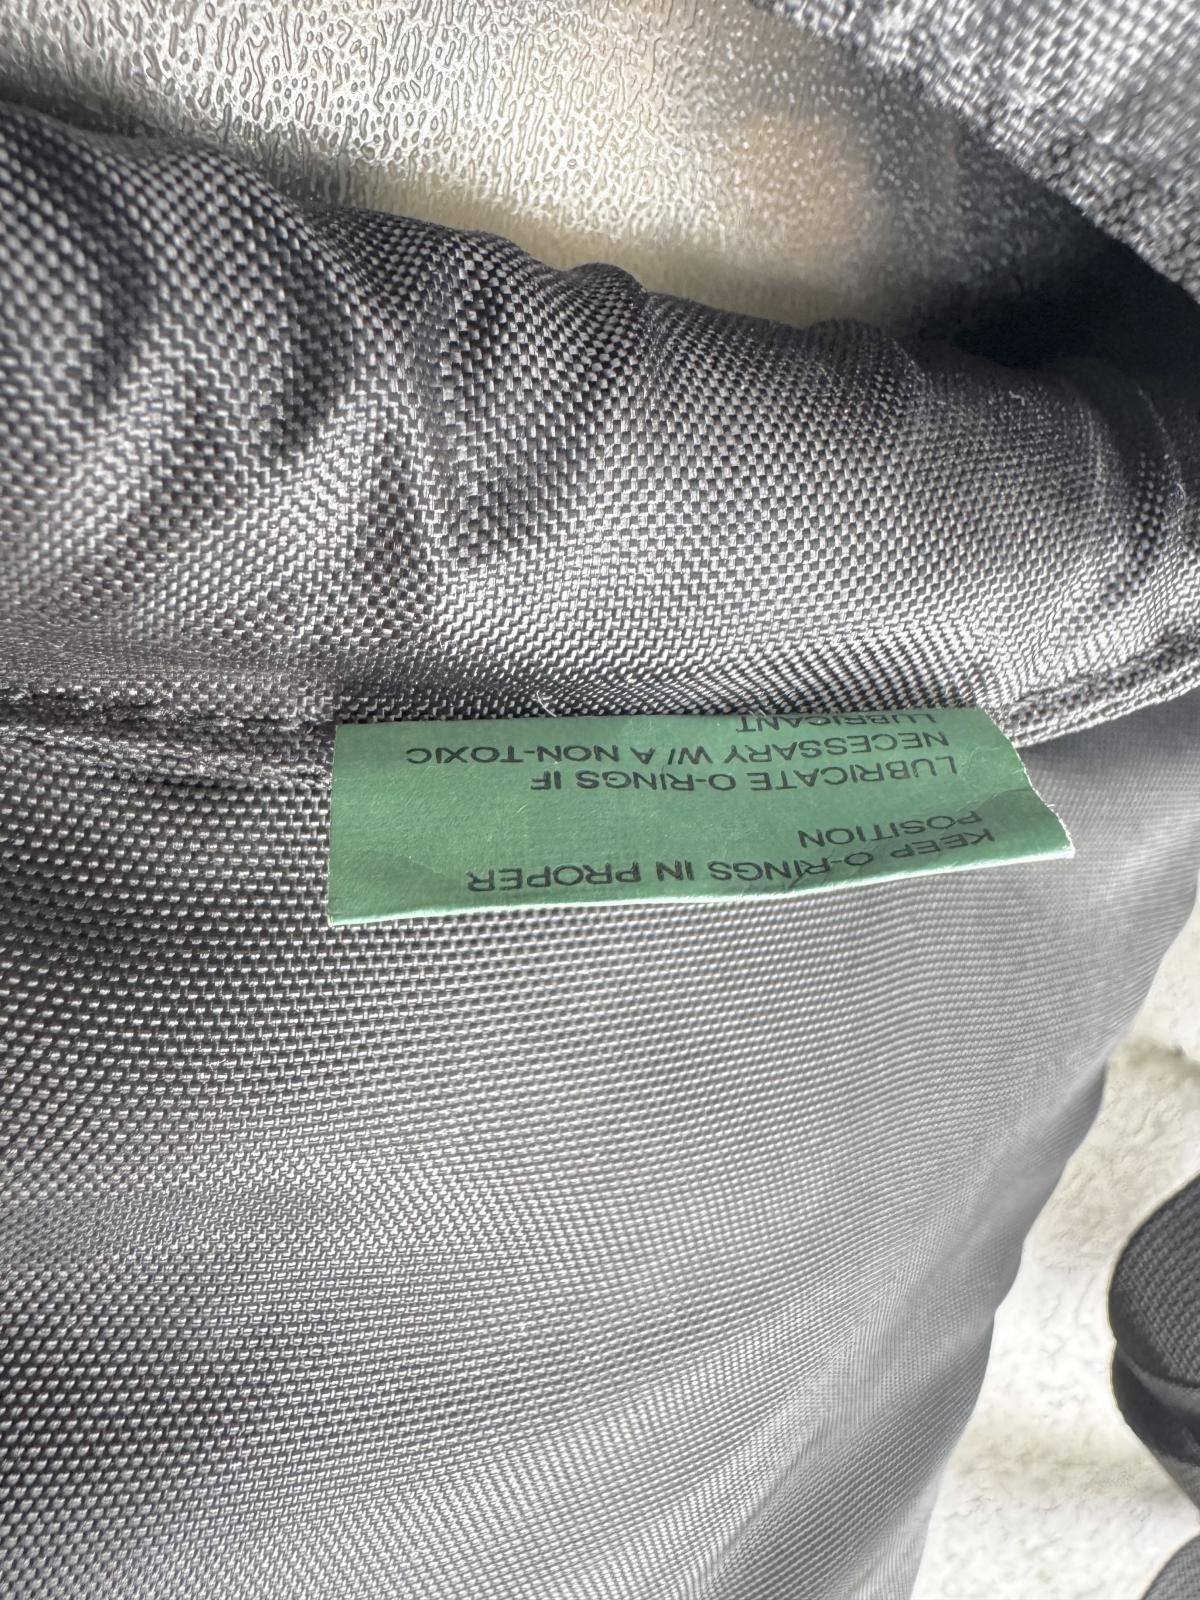 KEEP O-RINGS IN PROPER
POSITION
LUBRICATE O-RINGS IF
NECESSARY W/ A NON-TOXIC
LUBRICANT